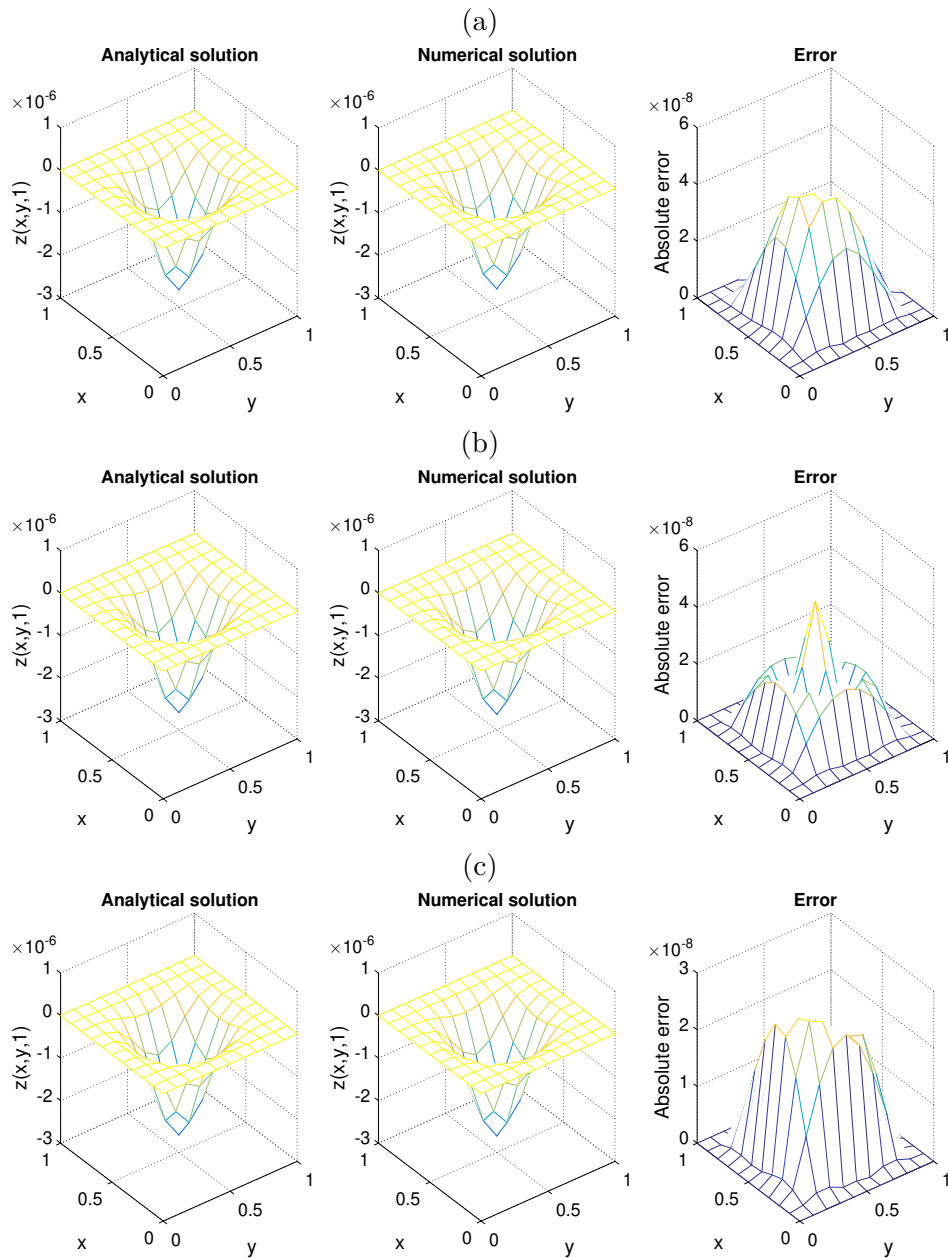 (a)
Analytical solution
Numerical solution
Error
×10⁻⁶
1
0
-1
-2
-3
z(x,y,1)
1
0.5
0
x
0
0.5
1
y
×10⁻⁶
1
0
-1
-2
-3
z(x,y,1)
1
0.5
0
x
0
0.5
1
y
×10⁻⁸
6
4
2
0
Absolute error
1
0.5
0
x
0
0.5
1
y
(b)
Analytical solution
Numerical solution
Error
×10⁻⁶
1
0
-1
-2
-3
z(x,y,1)
1
0.5
0
x
0
0.5
1
y
×10⁻⁶
1
0
-1
-2
-3
z(x,y,1)
1
0.5
0
x
0
0.5
1
y
×10⁻⁸
6
4
2
0
Absolute error
1
0.5
0
x
0
0.5
1
y
(c)
Analytical solution
Numerical solution
Error
×10⁻⁶
1
0
-1
-2
-3
z(x,y,1)
1
0.5
0
x
0
0.5
1
y
×10⁻⁶
1
0
-1
-2
-3
z(x,y,1)
1
0.5
0
x
0
0.5
1
y
×10⁻⁸
3
2
1
0
Absolute error
1
0.5
0
x
0
0.5
1
y